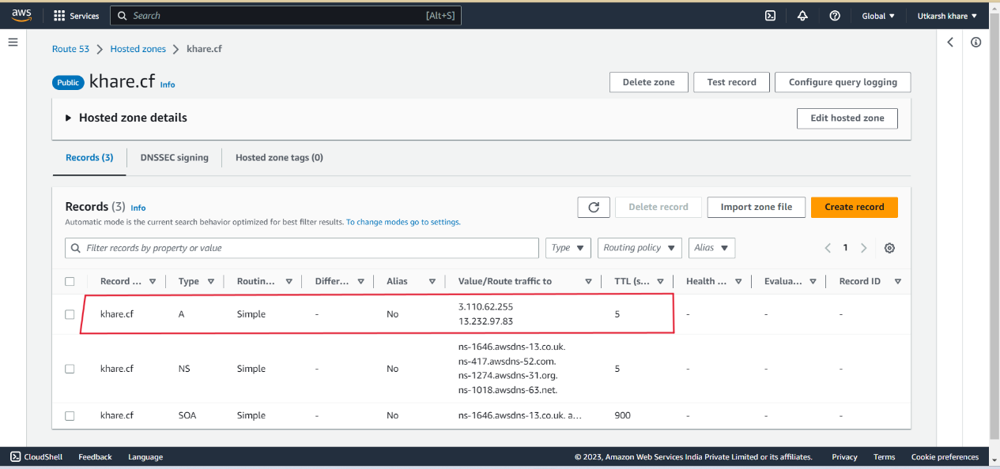 aws Services Search [Alt+S] Global Utkarsh khare
Route 53 Hosted zones khare.cf
Public khare.cf Info Delete zone Test record Configure query logging
Hosted zone details Edit hosted zone
Records (3) DNSSEC signing Hosted zone tags (0)
Records (3) Info Delete record Import zone file Create record
Automatic mode is the current search behavior optimized for best filter results. To change modes go to settings.
Filter records by property or value Type Routing policy Alias 1
Record ... Type Routin... Differ... Alias Value/Route traffic to TTL (s... Health ... Evalua... Record ID
khare.cf A Simple - No 3.110.62.255 5 - - -
13.232.97.83
khare.cf NS Simple - No ns-1646.awsdns-13.co.uk. 5 - - -
ns-417.awsdns-52.com.
ns-1274.awsdns-31.org.
ns-1018.awsdns-63.net.
khare.cf SOA Simple - No ns-1646.awsdns-13.co.uk. a... 900 - - -
CloudShell Feedback Language © 2023, Amazon Web Services India Private Limited or its affiliates. Privacy Terms Cookie preferences